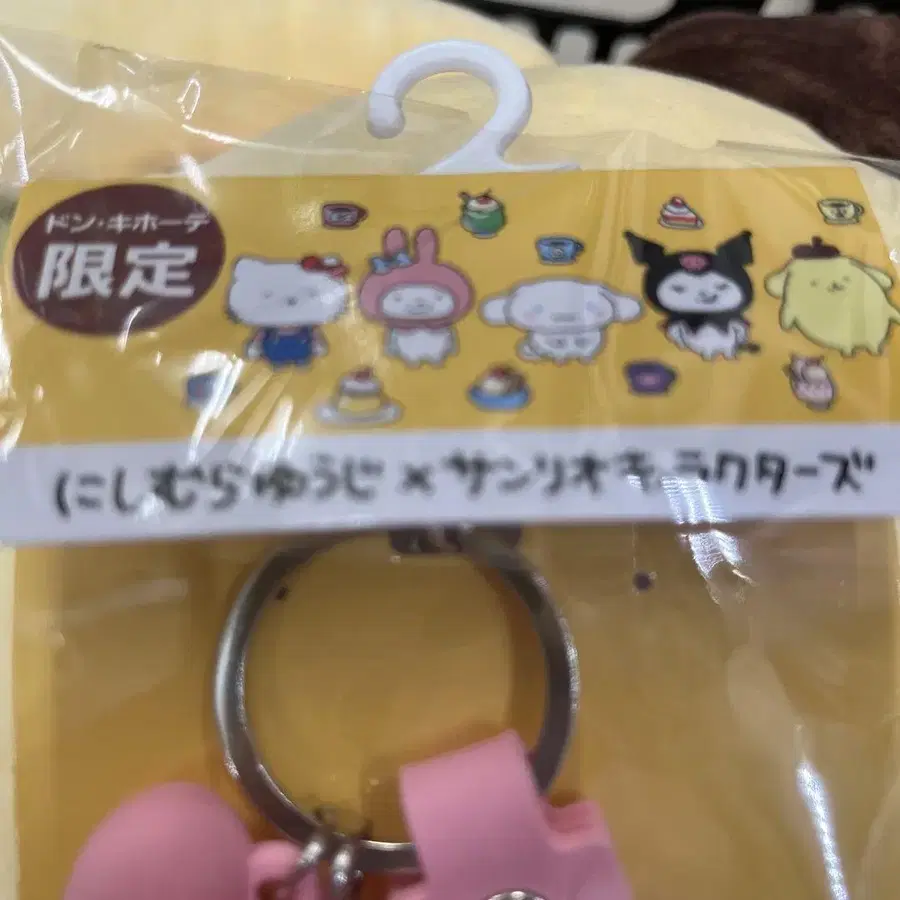 ドン・キホーテ
限定
にしむらゆうじ×サンリオキャラクターズ